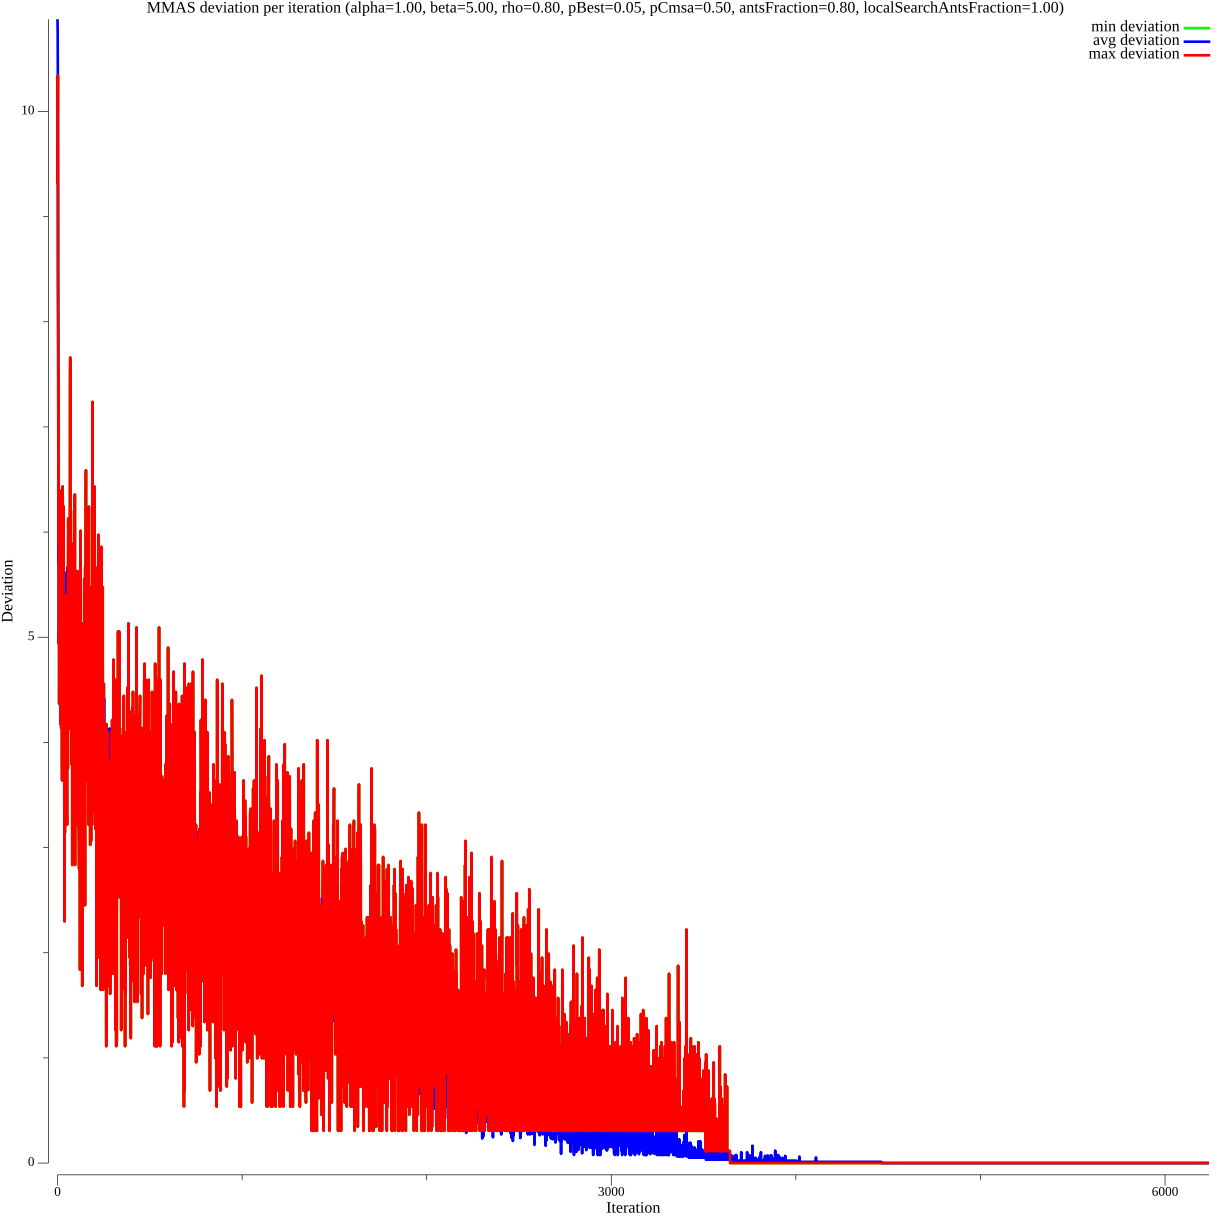 MMAS deviation per iteration (alpha=1.00, beta=5.00, rho=0.80, pBest=0.05, pCmsa=0.50, antsFraction=0.80, localSearchAntsFraction=1.00)
min deviation
avg deviation
max deviation
10
5
0
Deviation
0
3000
6000
Iteration